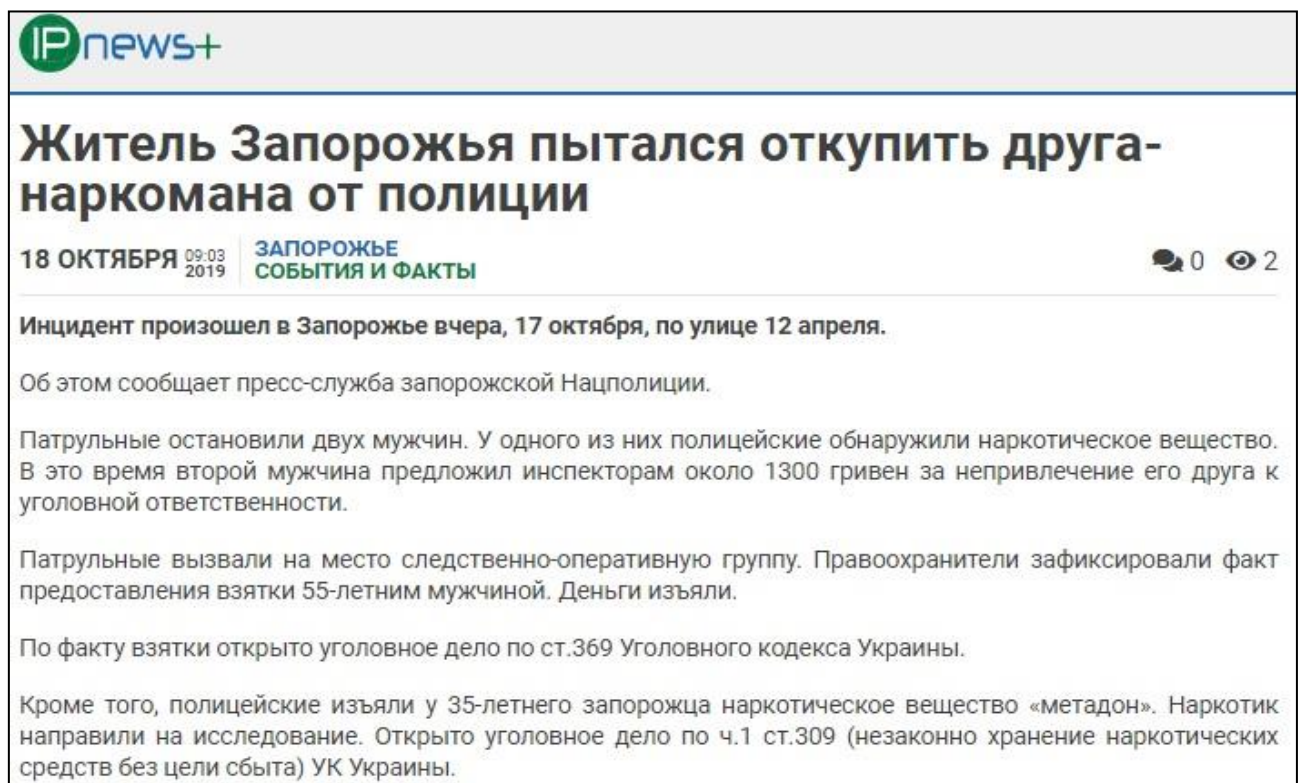 IPnews+
Житель Запорожья пытался откупить друга-
наркомана от полиции
18 ОКТЯБРЯ 09:03 2019 ЗАПОРОЖЬЕ СОБЫТИЯ И ФАКТЫ 0 2
Инцидент произошел в Запорожье вчера, 17 октября, по улице 12 апреля.
Об этом сообщает пресс-служба запорожской Нацполиции.
Патрульные остановили двух мужчин. У одного из них полицейские обнаружили наркотическое вещество.
В это время второй мужчина предложил инспекторам около 1300 гривен за непривлечение его друга к
уголовной ответственности.
Патрульные вызвали на место следственно-оперативную группу. Правоохранители зафиксировали факт
предоставления взятки 55-летним мужчиной. Деньги изъяли.
По факту взятки открыто уголовное дело по ст.369 Уголовного кодекса Украины.
Кроме того, полицейские изъяли у 35-летнего запорожца наркотическое вещество «метадон». Наркотик
направили на исследование. Открыто уголовное дело по ч.1 ст.309 (незаконно хранение наркотических
средств без цели сбыта) УК Украины.